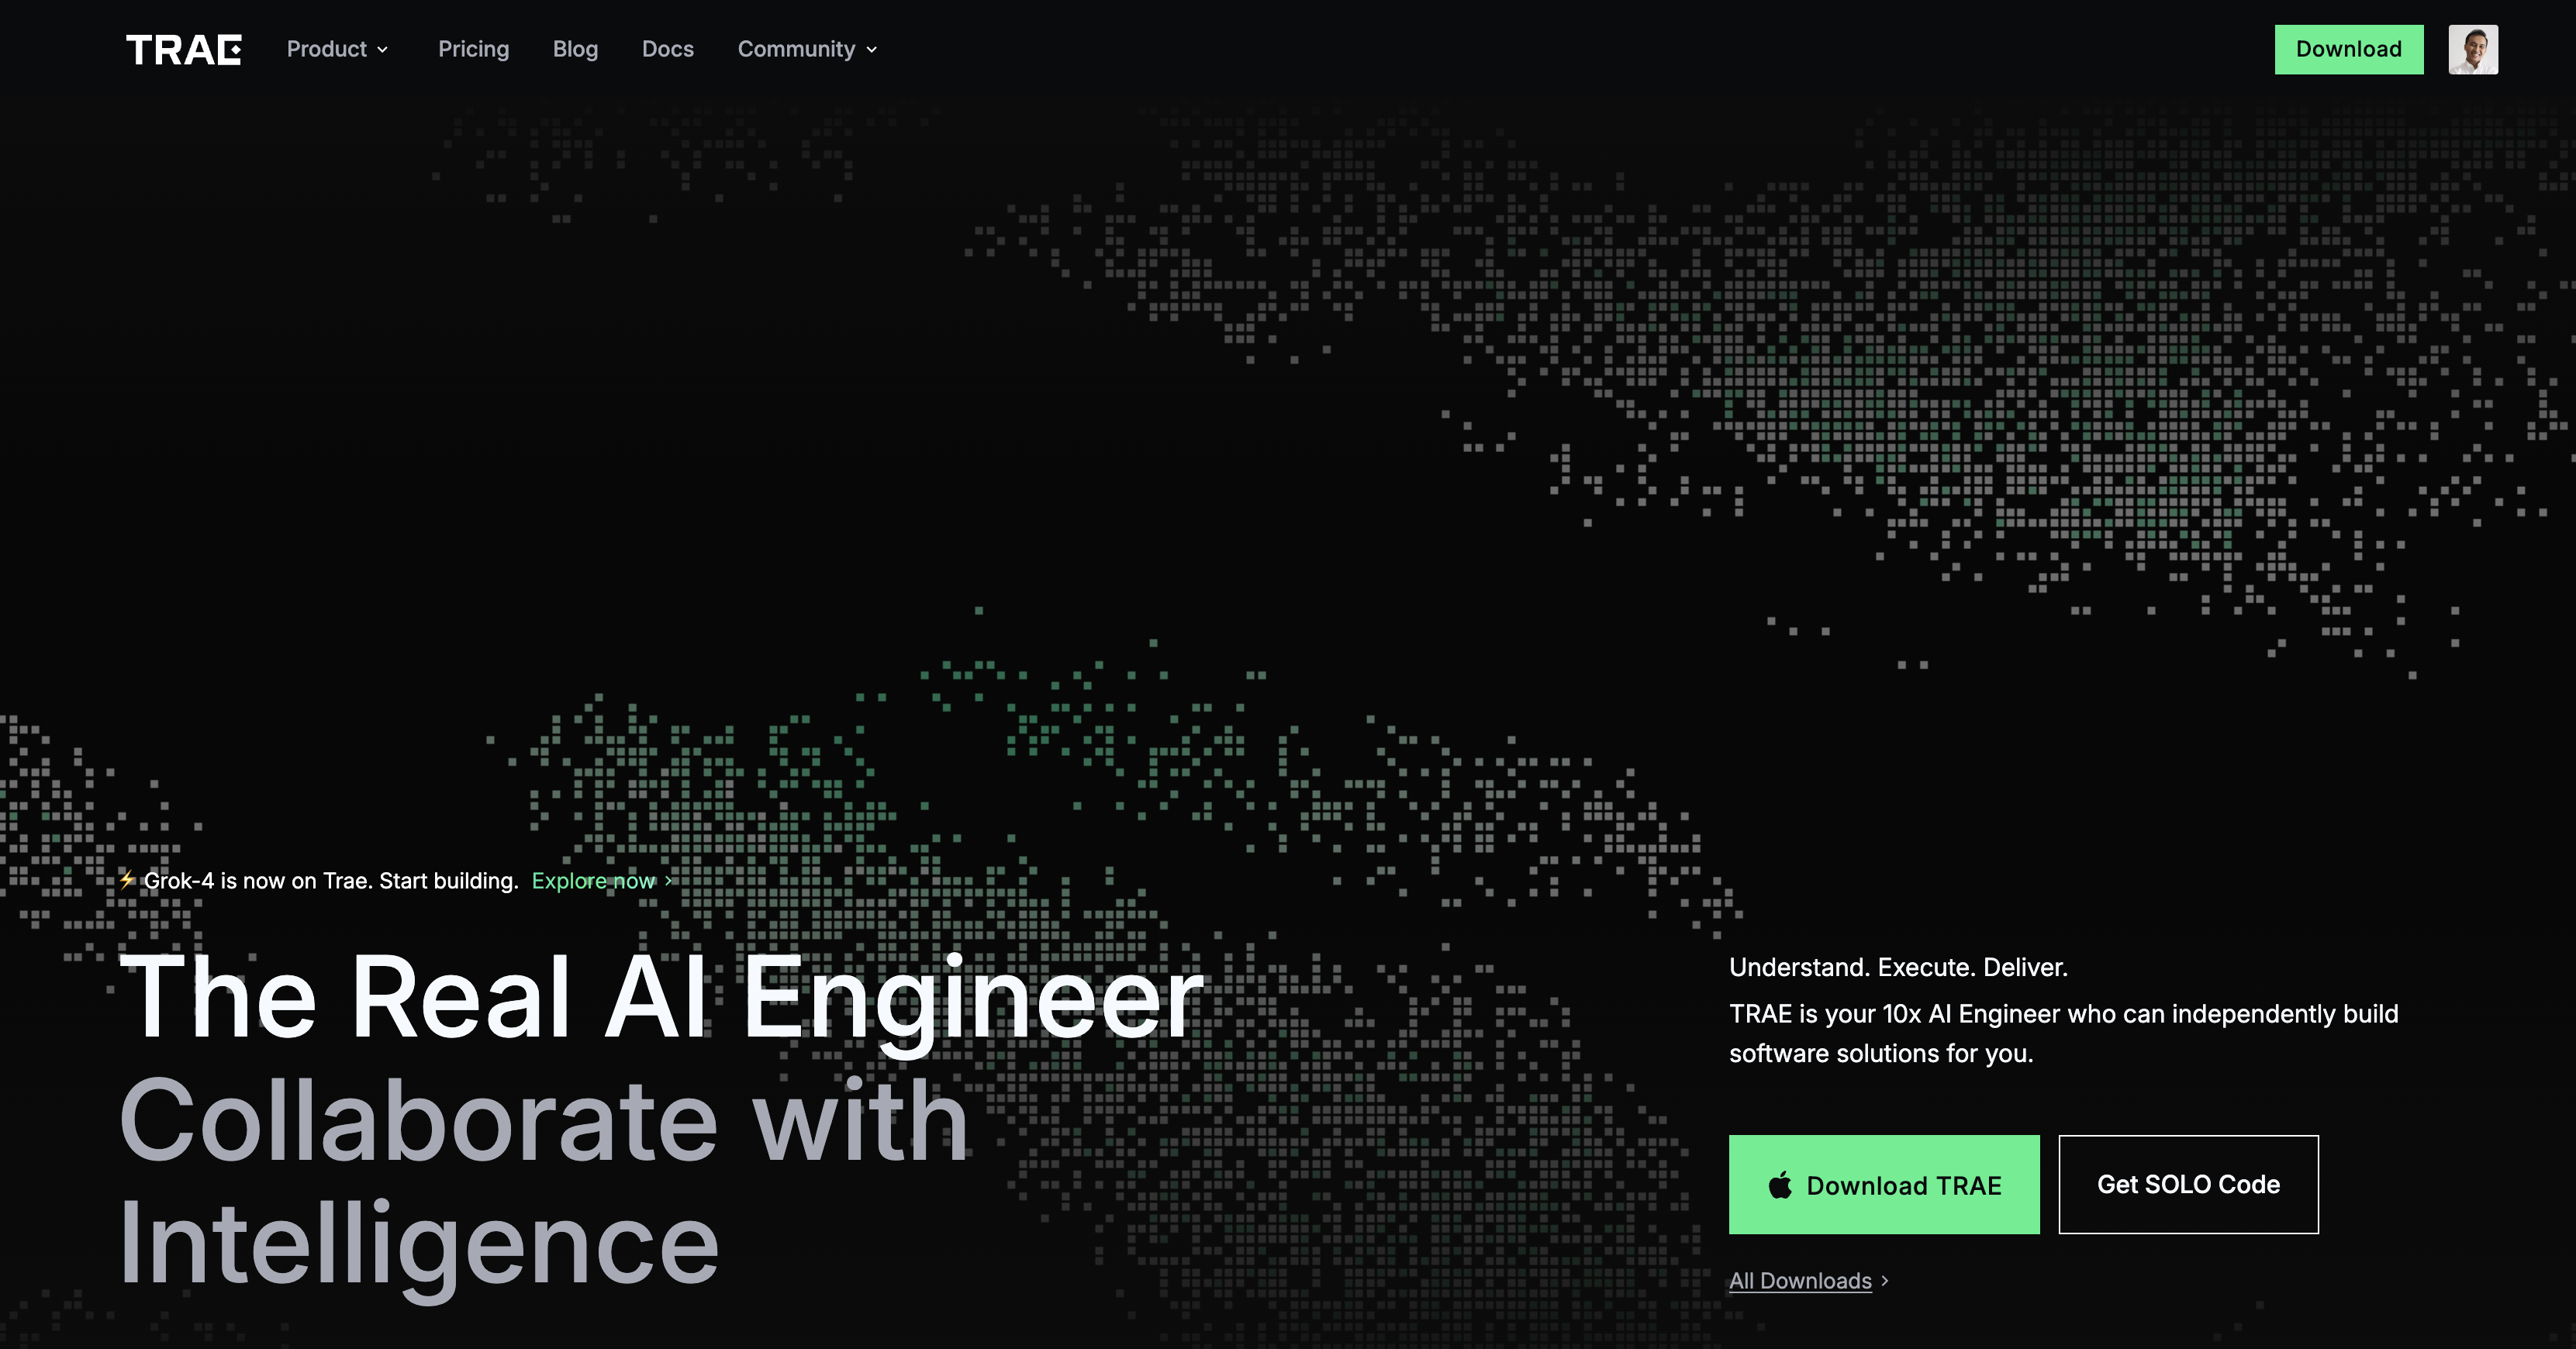 TRAE
Product
Pricing
Blog
Docs
Community
Download
⚡ Grok-4 is now on Trae. Start building. Explore now >
The Real AI Engineer
Collaborate with
Intelligence
Understand. Execute. Deliver.
TRAE is your 10x AI Engineer who can independently build
software solutions for you.
Download TRAE
Get SOLO Code
All Downloads >